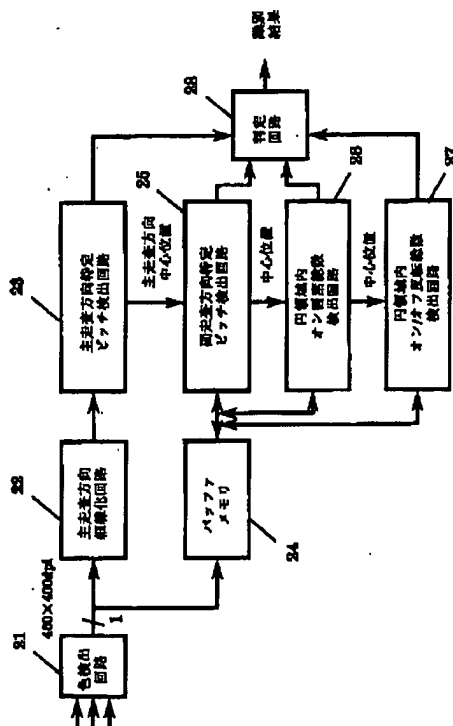 21
色検出
回路
400×400dpi
1
22
主走査方向
細線化回路
23
主走査方向特定
ピッチ検出回路
主走査方向
中心位置
24
バッファ
メモリ
25
副走査方向特定
ピッチ検出回路
中心位置
26
円領域内
オン画素総数
検出回路
中心位置
27
円領域内
オン/オフ反転総数
検出回路
28
判定
回路
識別
結果